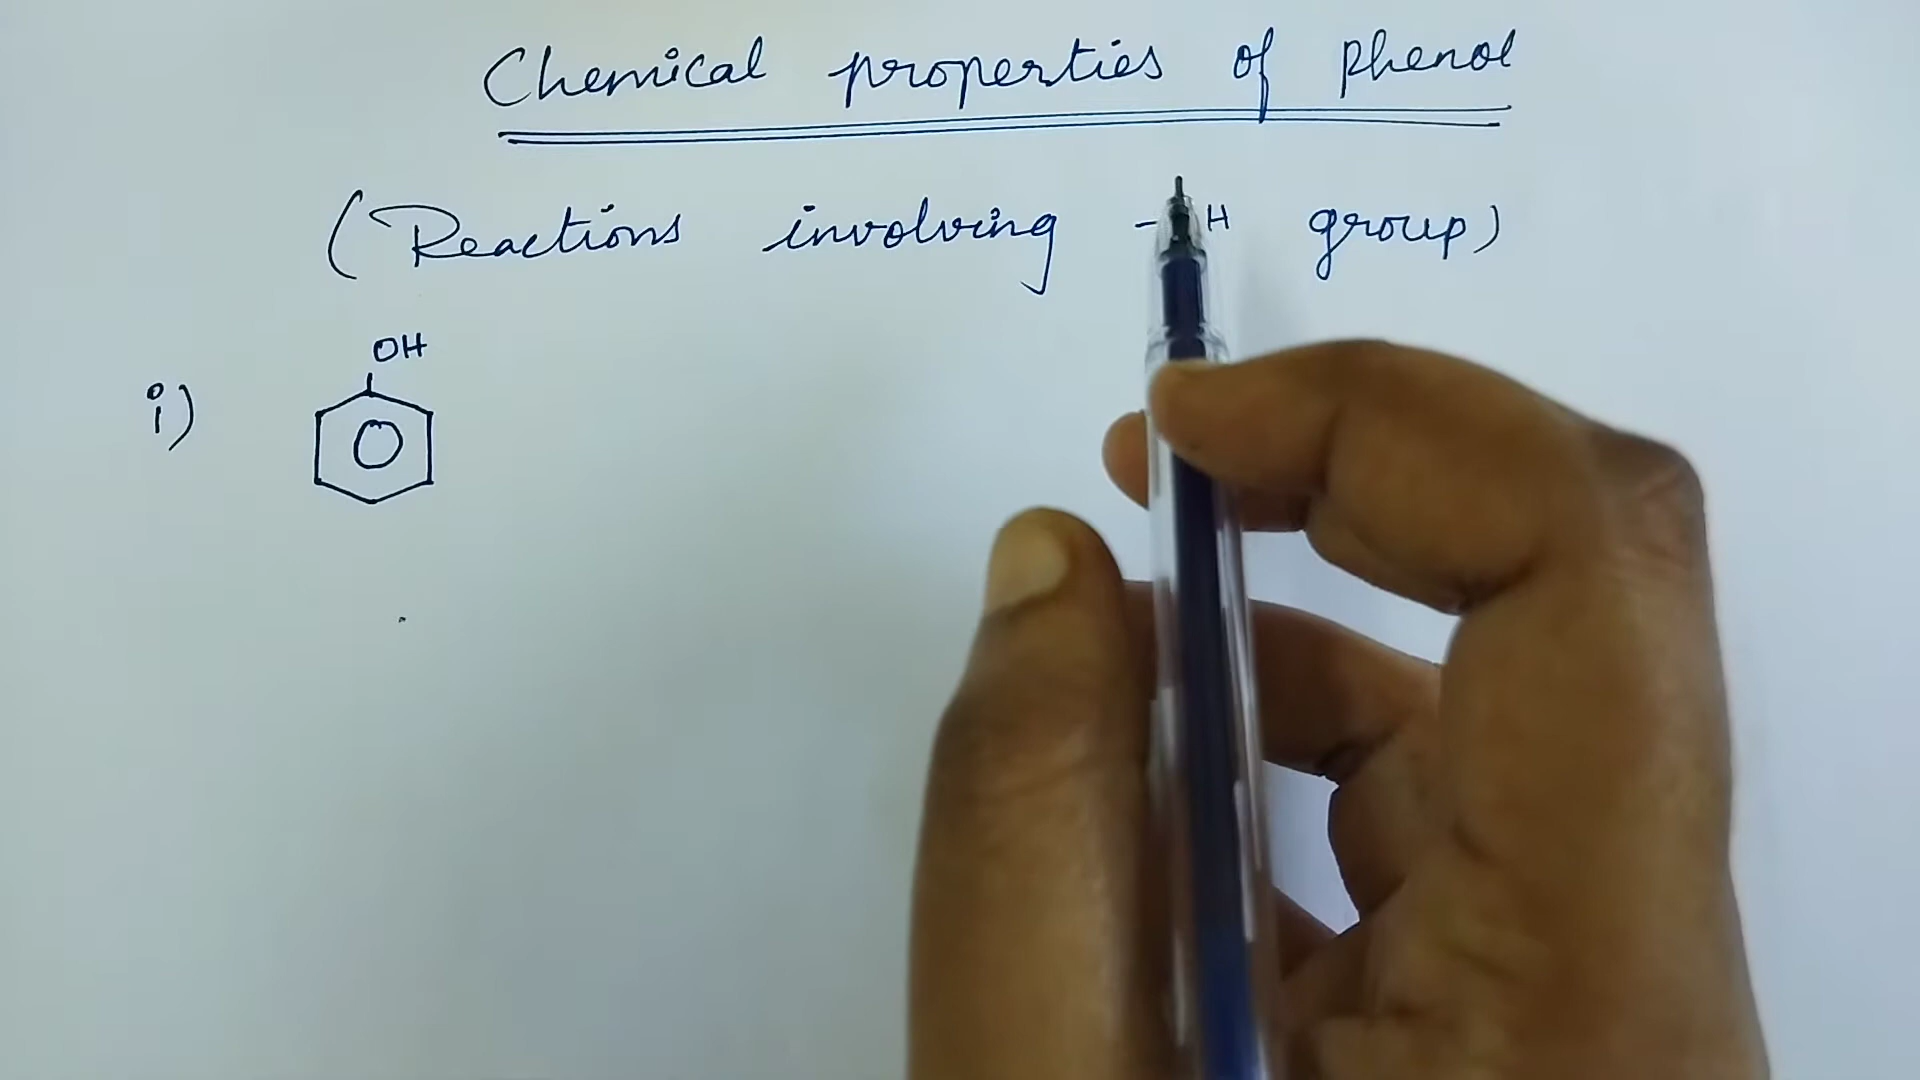 Chemical properties of phenol
(Reactions involving - H group)
OH
i)